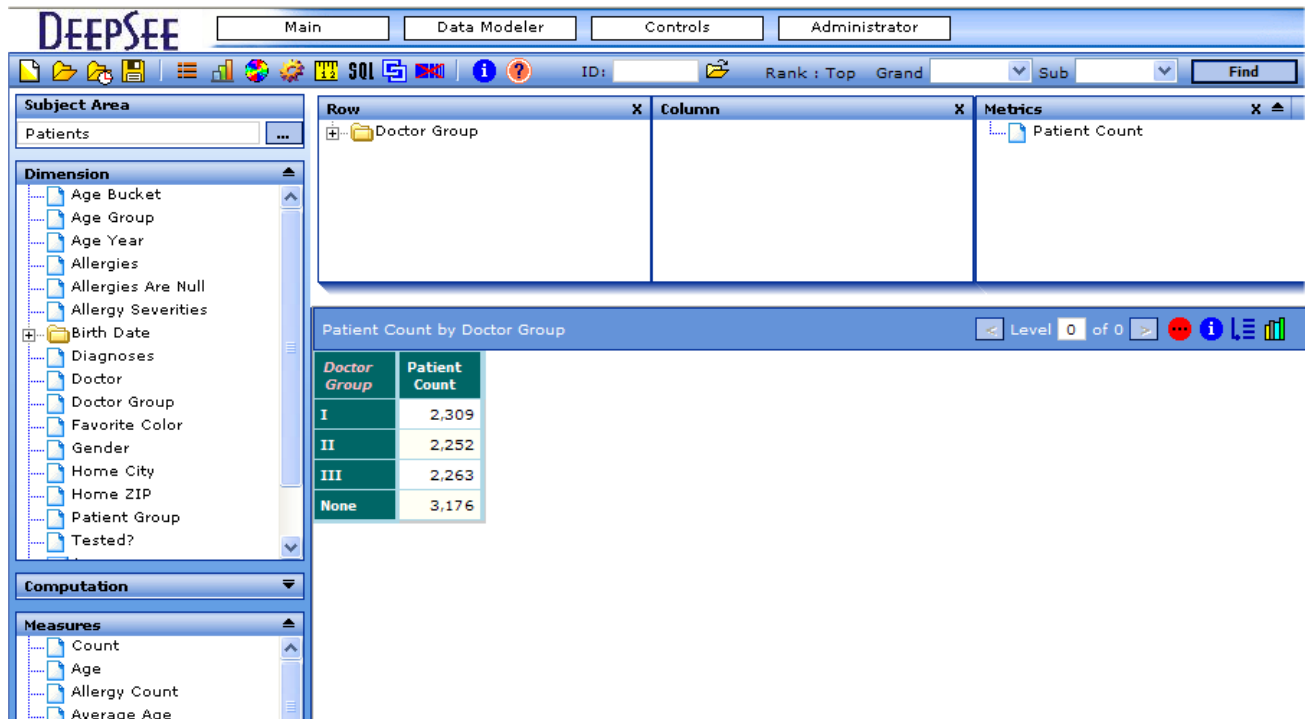 DEEPSEE
Main
Data Modeler
Controls
Administrator
SQL
ID:
Rank : Top Grand
Sub
Find
Subject Area
Patients
...
Dimension
Age Bucket
Age Group
Age Year
Allergies
Allergies Are Null
Allergy Severities
Birth Date
Diagnoses
Doctor
Doctor Group
Favorite Color
Gender
Home City
Home ZIP
Patient Group
Tested?
Computation
Measures
Count
Age
Allergy Count
Average Age
Row X
Doctor Group
Column X
Metrics X
Patient Count
Patient Count by Doctor Group
< Level 0 of 0 >
Doctor Group Patient Count
I 2,309
II 2,252
III 2,263
None 3,176